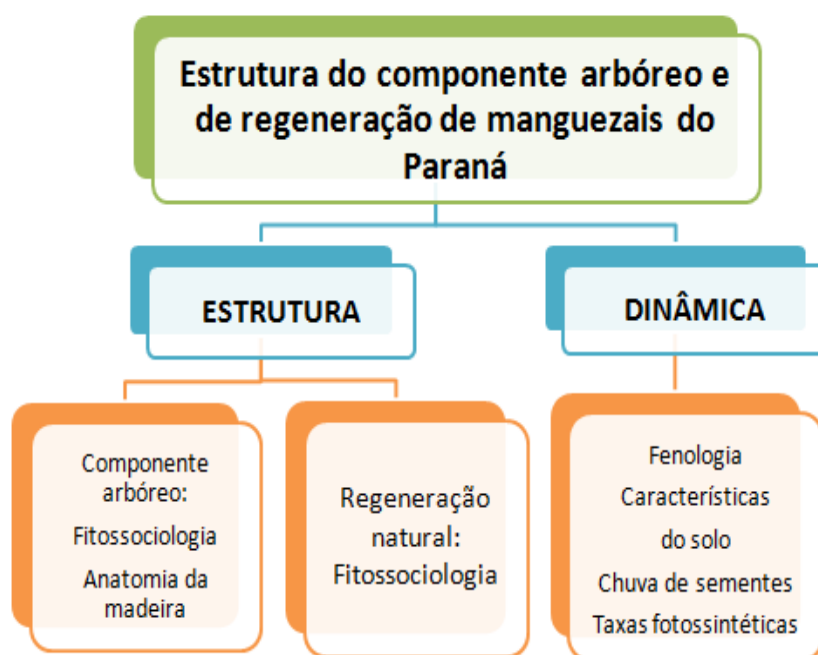 Estrutura do componente arbóreo e
de regeneração de manguezais do
Paraná
ESTRUTURA
DINÂMICA
Componente
arbóreo:
Fitossociologia
Anatomia da
madeira
Regeneração
natural:
Fitossociologia
Fenologia
Características
do solo
Chuva de sementes
Taxas fotossintéticas